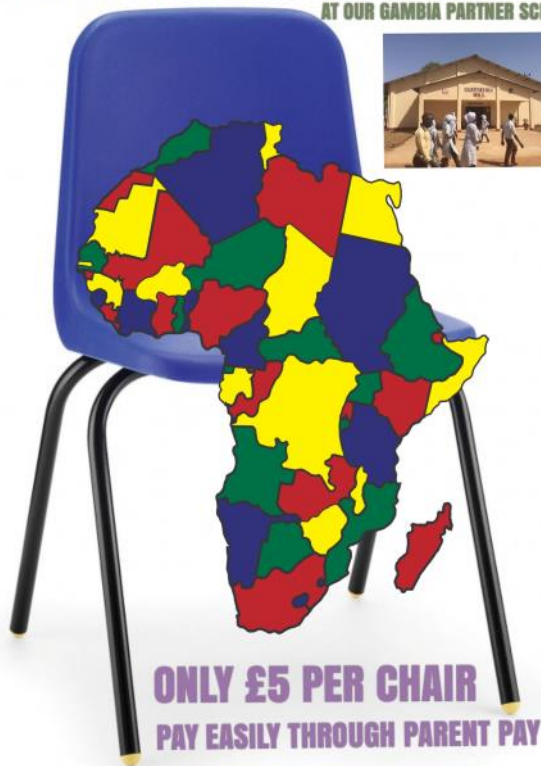 AT OUR GAMBIA PARTNER
ONLY £5 PER CHAIR
PAY EASILY THROUGH PARENT PAY